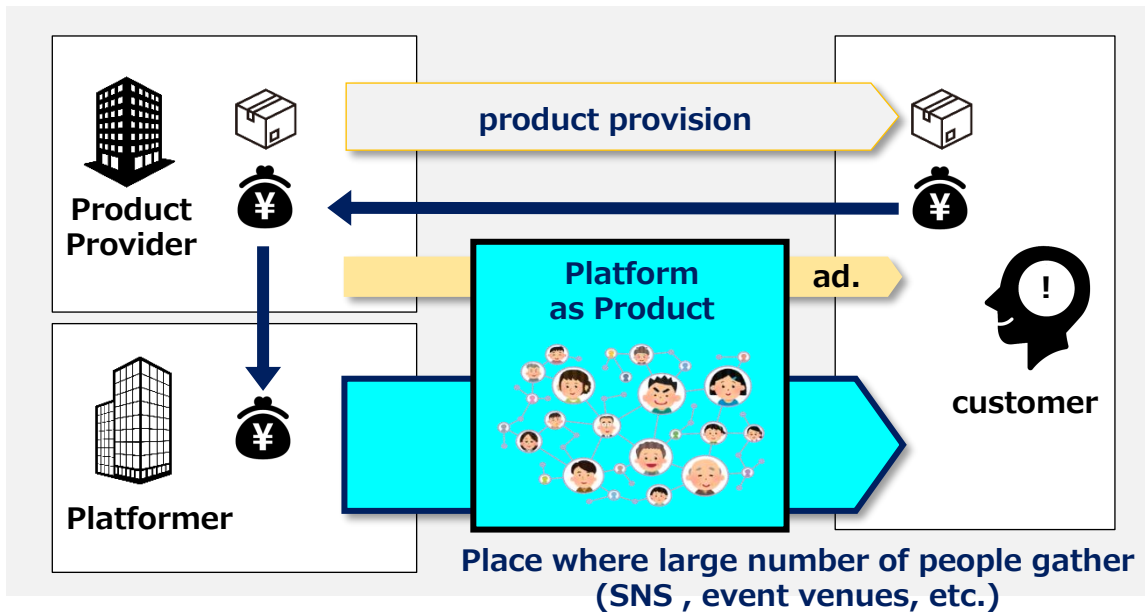 product provision
Product
Provider
¥
¥
Platform
as Product
ad.
!
customer
¥
Platformer
Place where large number of people gather
(SNS , event venues, etc.)